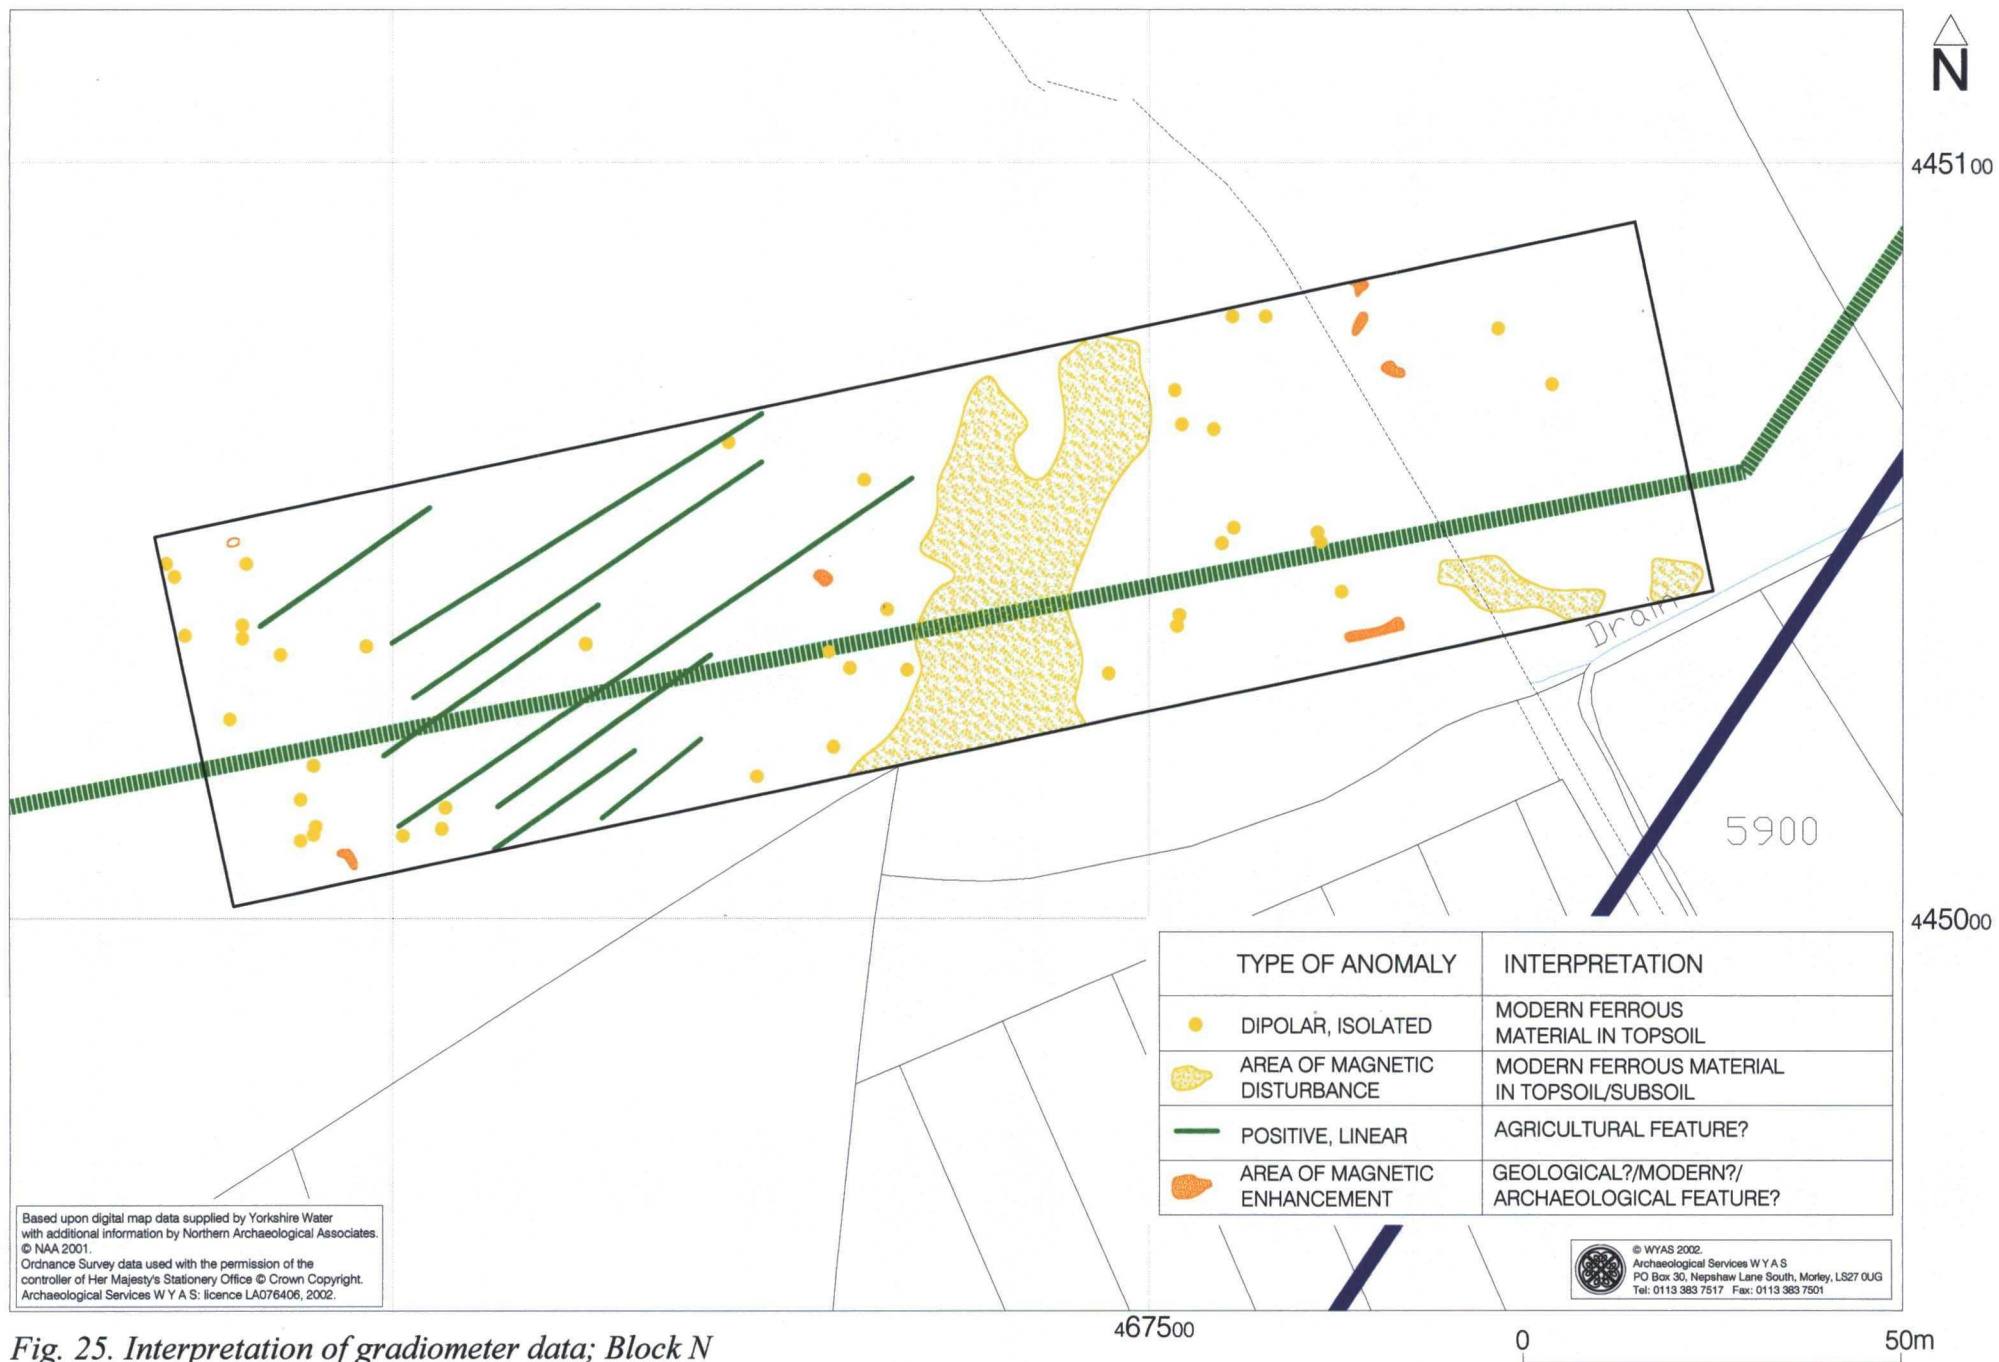 N
445100
Drain
5900
445000
TYPE OF ANOMALY
INTERPRETATION
DIPOLAR, ISOLATED
MODERN FERROUS
MATERIAL IN TOPSOIL
AREA OF MAGNETIC
DISTURBANCE
MODERN FERROUS MATERIAL
IN TOPSOIL/SUBSOIL
POSITIVE, LINEAR
AGRICULTURAL FEATURE?
AREA OF MAGNETIC
ENHANCEMENT
GEOLOGICAL?/MODERN?/
ARCHAEOLOGICAL FEATURE?
Based upon digital map data supplied by Yorkshire Water
with additional information by Northern Archaeological Associates.
© NAA 2001.
Ordnance Survey data used with the permission of the
controller of Her Majesty's Stationery Office © Crown Copyright.
Archaeological Services W Y A S: licence LA076406, 2002.
© WYAS 2002.
Archaeological Services W Y A S
PO Box 30, Nepshaw Lane South, Morley, LS27 0UG
Tel: 0113 383 7517 Fax: 0113 383 7501
467500
0
50m
Fig. 25. Interpretation of gradiometer data; Block N